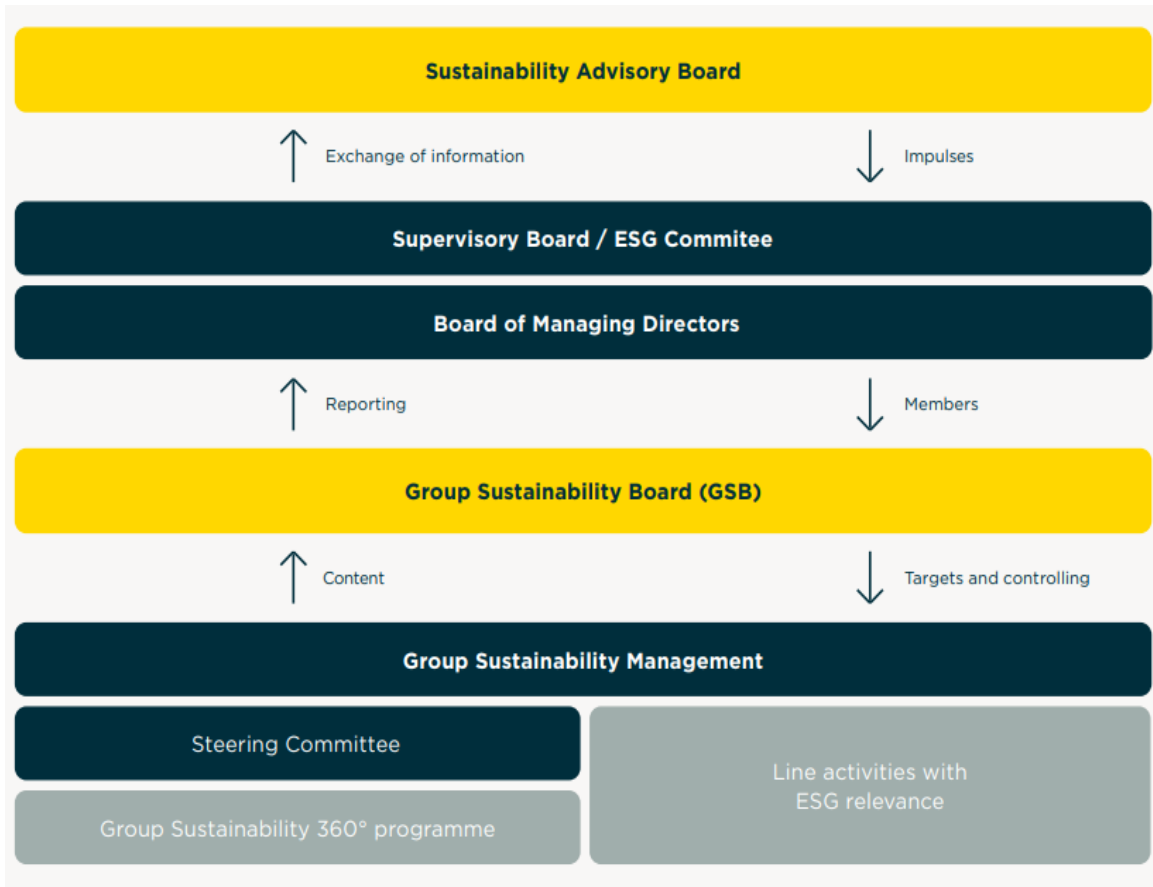 Sustainability Advisory Board
Exchange of information
Impulses
Supervisory Board / ESG Commitee
Board of Managing Directors
Reporting
Members
Group Sustainability Board (GSB)
Content
Targets and controlling
Group Sustainability Management
Steering Committee
Group Sustainability 360° programme
Line activities with
ESG relevance